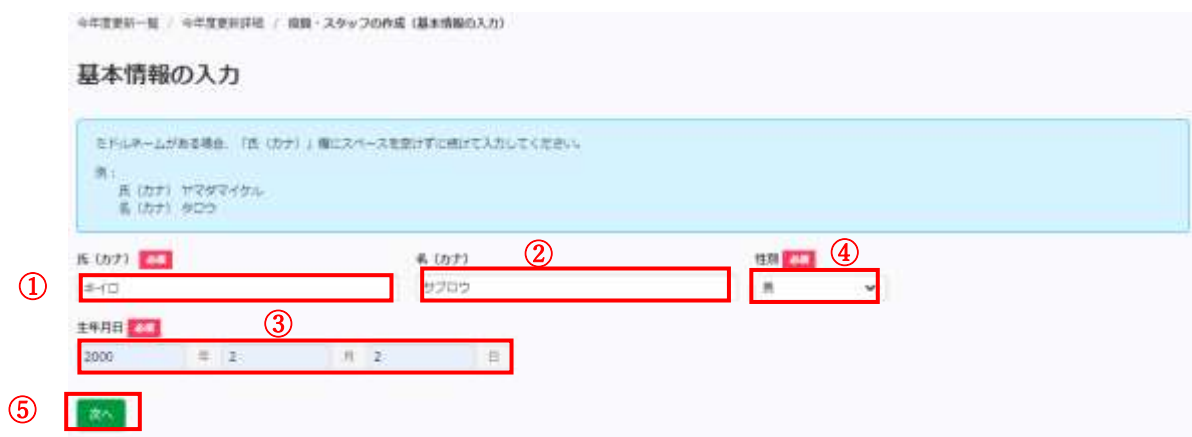 今年度更新一覧 / 今年度更新詳細 / 役職・スタッフの作成（基本情報の入力）
基本情報の入力
ミドルネームがある場合、「氏（カナ）」欄にスペースを空けずに続けて入力してください。
例：
氏（カナ） ヤマダマイケル
名（カナ） タロウ
氏（カナ） 必須 名（カナ） ② 性別 必須 ④
① キイロ サブロウ 男
生年月日 必須 ③
2000 年 2 月 2 日
⑤ 次へ